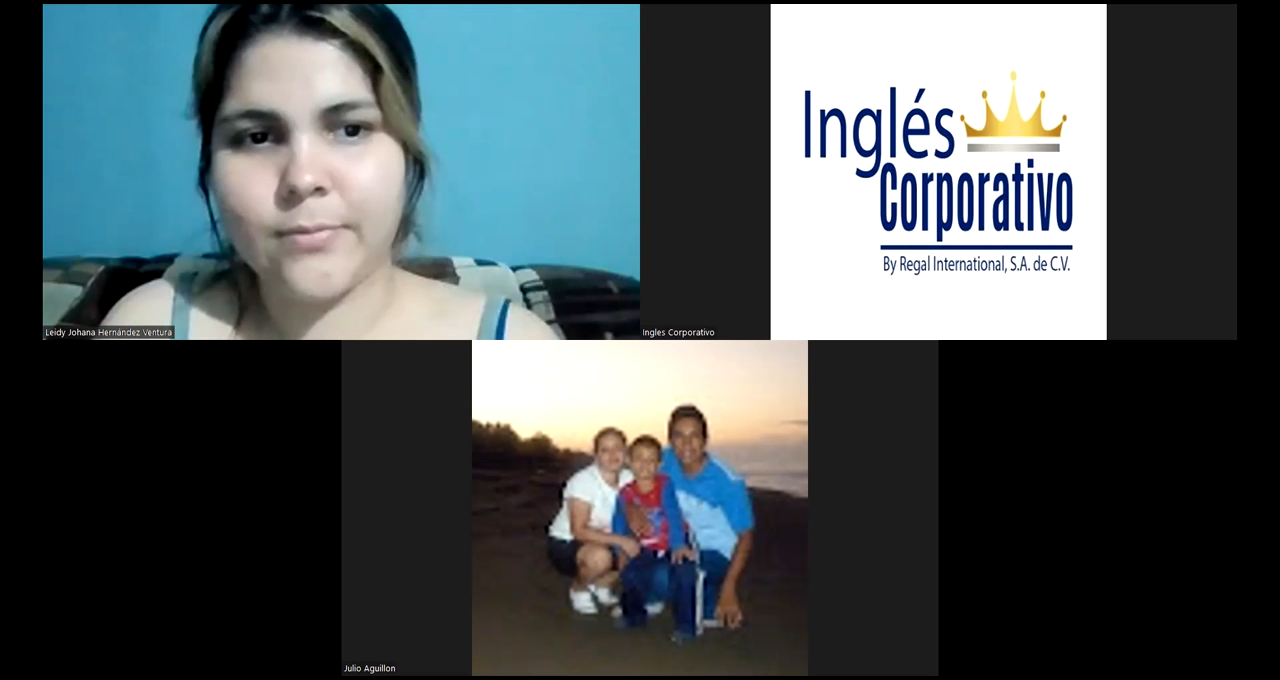 Inglés
Corporativo
By Regal International, S.A. de C.V.
Leidy Johana Hernández Ventura
Ingles Corporativo
Julio Aguillon